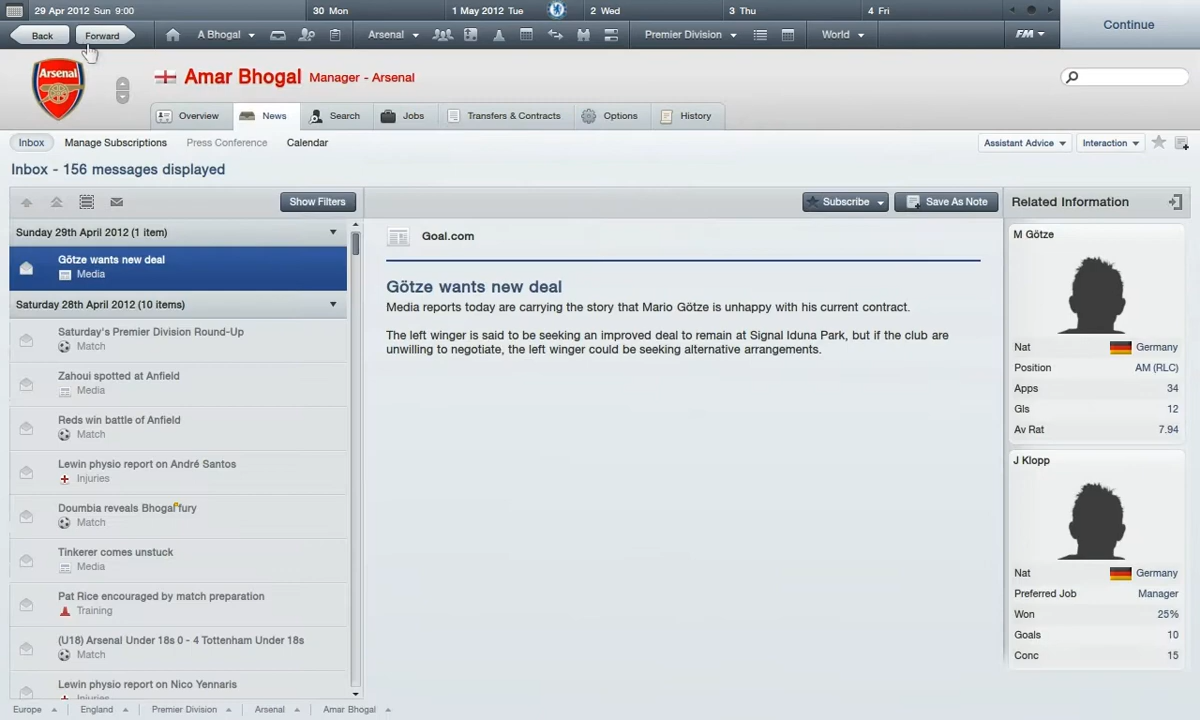 29 Apr 2012 Sun 9:00
30 Mon
1 May 2012 Tue
2 Wed
3 Thu
4 Fri
Continue
Back
Forward
A Bhogal
Arsenal
Premier Division
World
FM
Arsenal
Amar Bhogal Manager - Arsenal
Overview
News
Search
Jobs
Transfers & Contracts
Options
History
Inbox
Manage Subscriptions
Press Conference
Calendar
Assistant Advice
Interaction
Inbox - 156 messages displayed
Show Filters
Subscribe
Save As Note
Related Information
Sunday 29th April 2012 (1 item)
Götze wants new deal
Media
Saturday 28th April 2012 (10 items)
Saturday's Premier Division Round-Up
Match
Zahoui spotted at Anfield
Media
Reds win battle of Anfield
Match
Lewin physio report on André Santos
Injuries
Doumbia reveals Bhogal fury
Match
Tinkerer comes unstuck
Media
Pat Rice encouraged by match preparation
Training
(U18) Arsenal Under 18s 0 - 4 Tottenham Under 18s
Match
Lewin physio report on Nico Yennaris
Injuries
Goal.com
Götze wants new deal
Media reports today are carrying the story that Mario Götze is unhappy with his current contract.
The left winger is said to be seeking an improved deal to remain at Signal Iduna Park, but if the club are
unwilling to negotiate, the left winger could be seeking alternative arrangements.
M Götze
Nat Germany
Position AM (RLC)
Apps 34
Gls 12
Av Rat 7.94
J Klopp
Nat Germany
Preferred Job Manager
Won 25%
Goals 10
Conc 15
Europe
England
Premier Division
Arsenal
Amar Bhogal